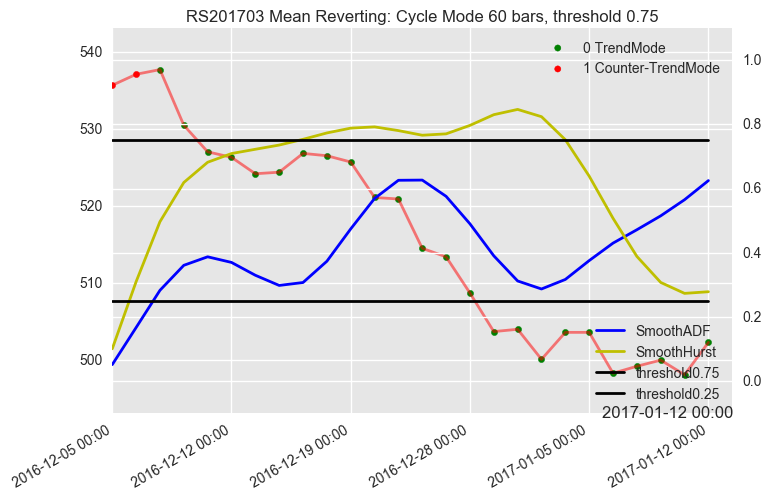 RS201703 Mean Reverting: Cycle Mode 60 bars, threshold 0.75
540
530
520
510
500
1.0
0.8
0.6
0.4
0.2
0.0
0 TrendMode
1 Counter-TrendMode
SmoothADF
SmoothHurst
threshold0.75
threshold0.25
2017-01-12 00:00
2016-12-05 00:00
2016-12-12 00:00
2016-12-19 00:00
2016-12-28 00:00
2017-01-05 00:00
2017-01-12 00:00